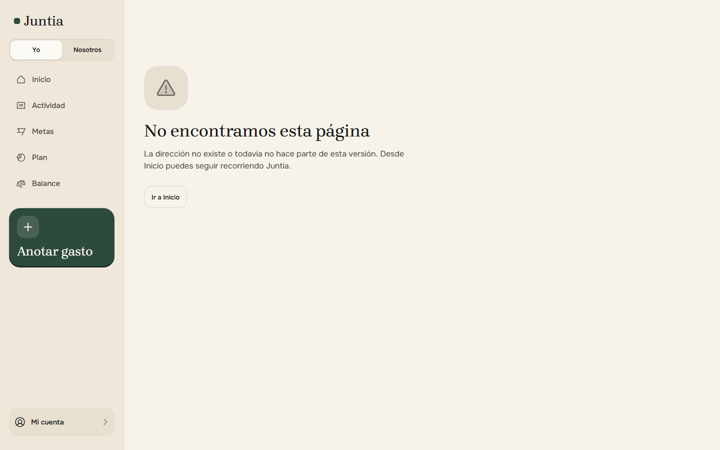 Juntia
Yo
Nosotros
Inicio
Actividad
Metas
Plan
Balance
Anotar gasto
Mi cuenta
No encontramos esta página
La dirección no existe o todavía no hace parte de esta versión. Desde
Inicio puedes seguir recorriendo Juntia.
Ir a Inicio